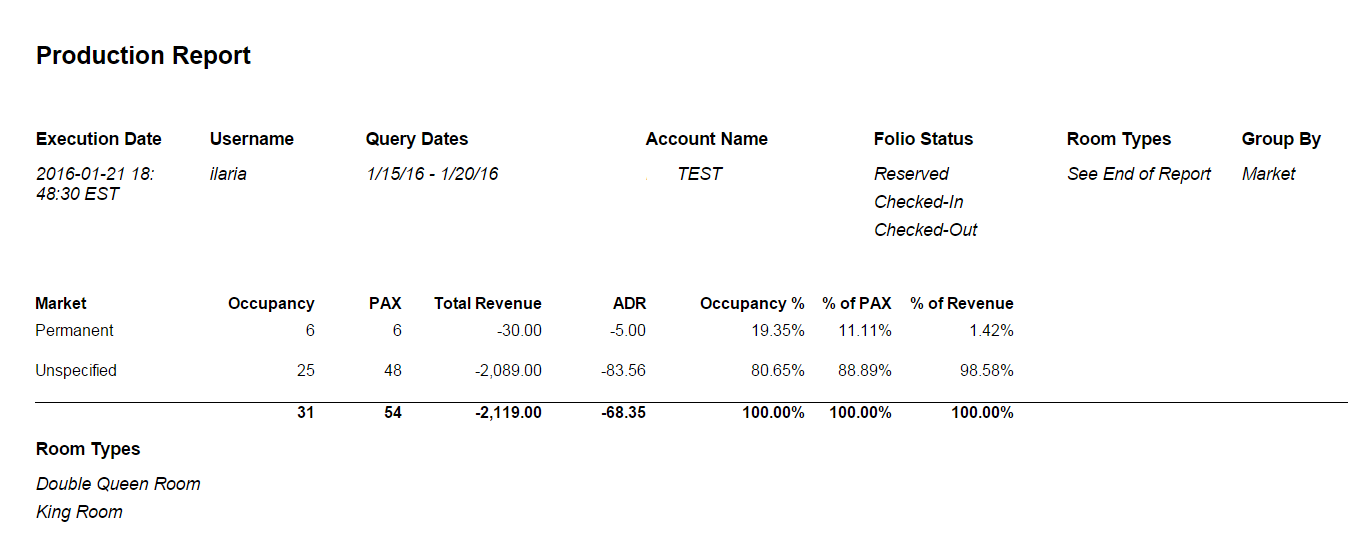 Production Report
Execution Date Username Query Dates Account Name Folio Status Room Types Group By
2016-01-21 18: ilaria 1/15/16 - 1/20/16 TEST Reserved See End of Report Market
48:30 EST
Checked-In
Checked-Out
Market Occupancy PAX Total Revenue ADR Occupancy % % of PAX % of Revenue
Permanent 6 6 -30.00 -5.00 19.35% 11.11% 1.42%
Unspecified 25 48 -2,089.00 -83.56 80.65% 88.89% 98.58%
31 54 -2,119.00 -68.35 100.00% 100.00% 100.00%
Room Types
Double Queen Room
King Room